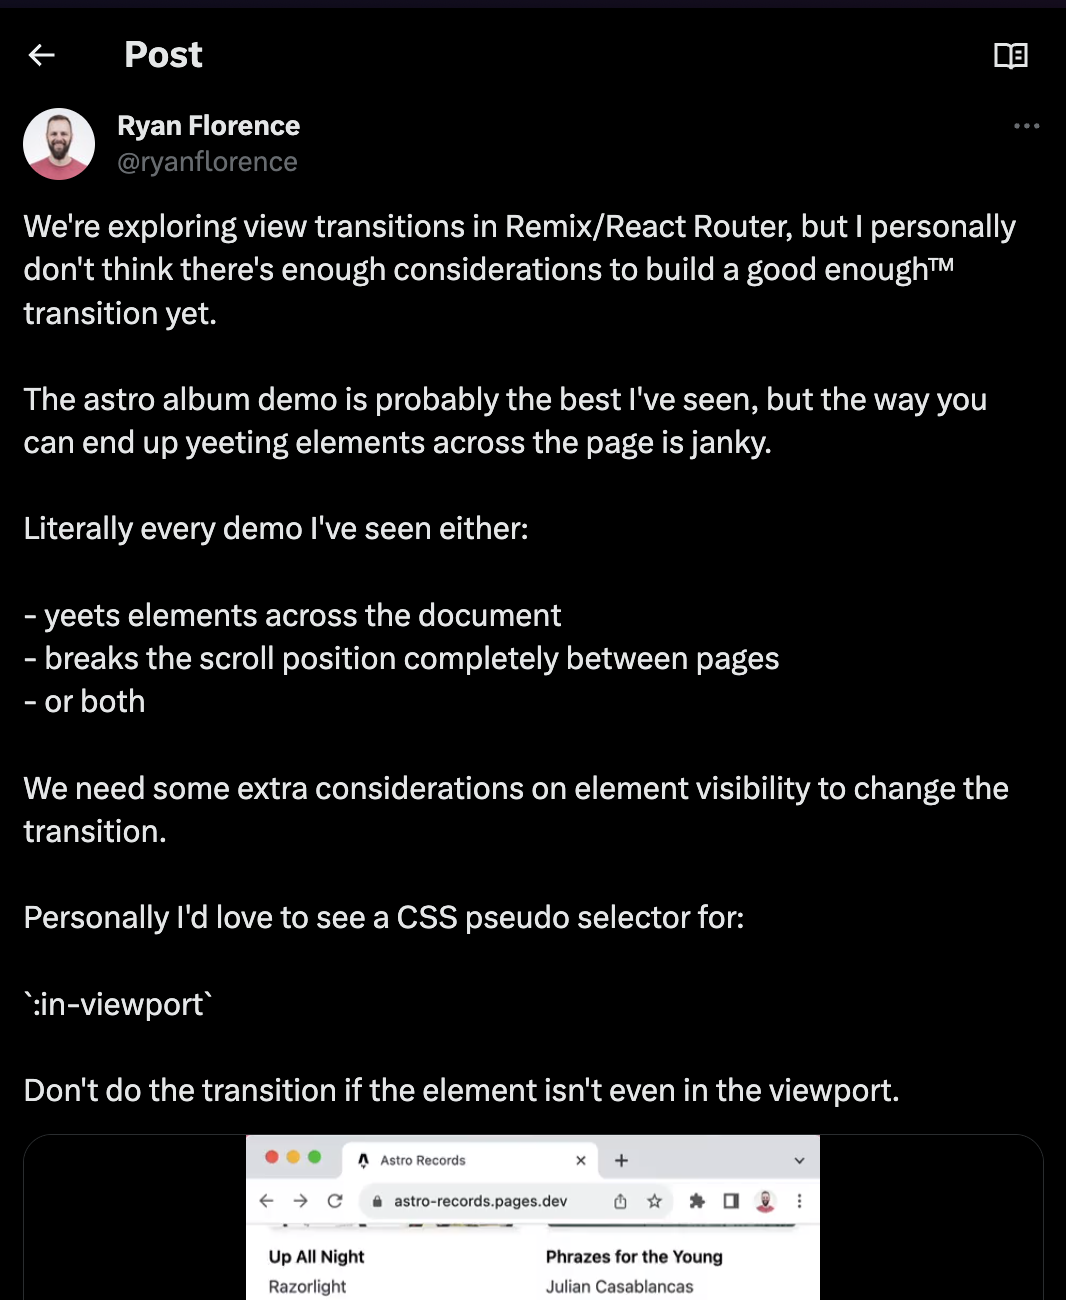 Post
Ryan Florence
@ryanflorence
We're exploring view transitions in Remix/React Router, but I personally
don't think there's enough considerations to build a good enough™
transition yet.
The astro album demo is probably the best I've seen, but the way you
can end up yeeting elements across the page is janky.
Literally every demo I've seen either:
- yeets elements across the document
- breaks the scroll position completely between pages
- or both
We need some extra considerations on element visibility to change the
transition.
Personally I'd love to see a CSS pseudo selector for:
`:in-viewport`
Don't do the transition if the element isn't even in the viewport.
Astro Records
astro-records.pages.dev
Up All Night
Phrazes for the Young
Razorlight
Julian Casablancas